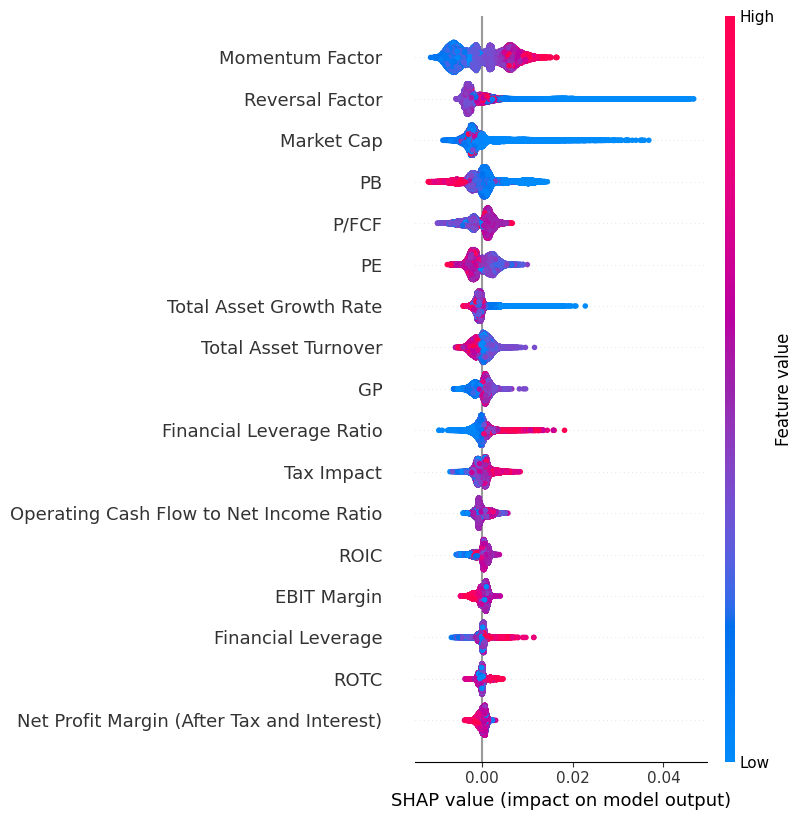 High
Momentum Factor
Reversal Factor
Market Cap
PB
P/FCF
PE
Total Asset Growth Rate
Total Asset Turnover
GP
Financial Leverage Ratio
Tax Impact
Operating Cash Flow to Net Income Ratio
ROIC
EBIT Margin
Financial Leverage
ROTC
Net Profit Margin (After Tax and Interest)
Low
Feature value
0.00 0.02 0.04
SHAP value (impact on model output)